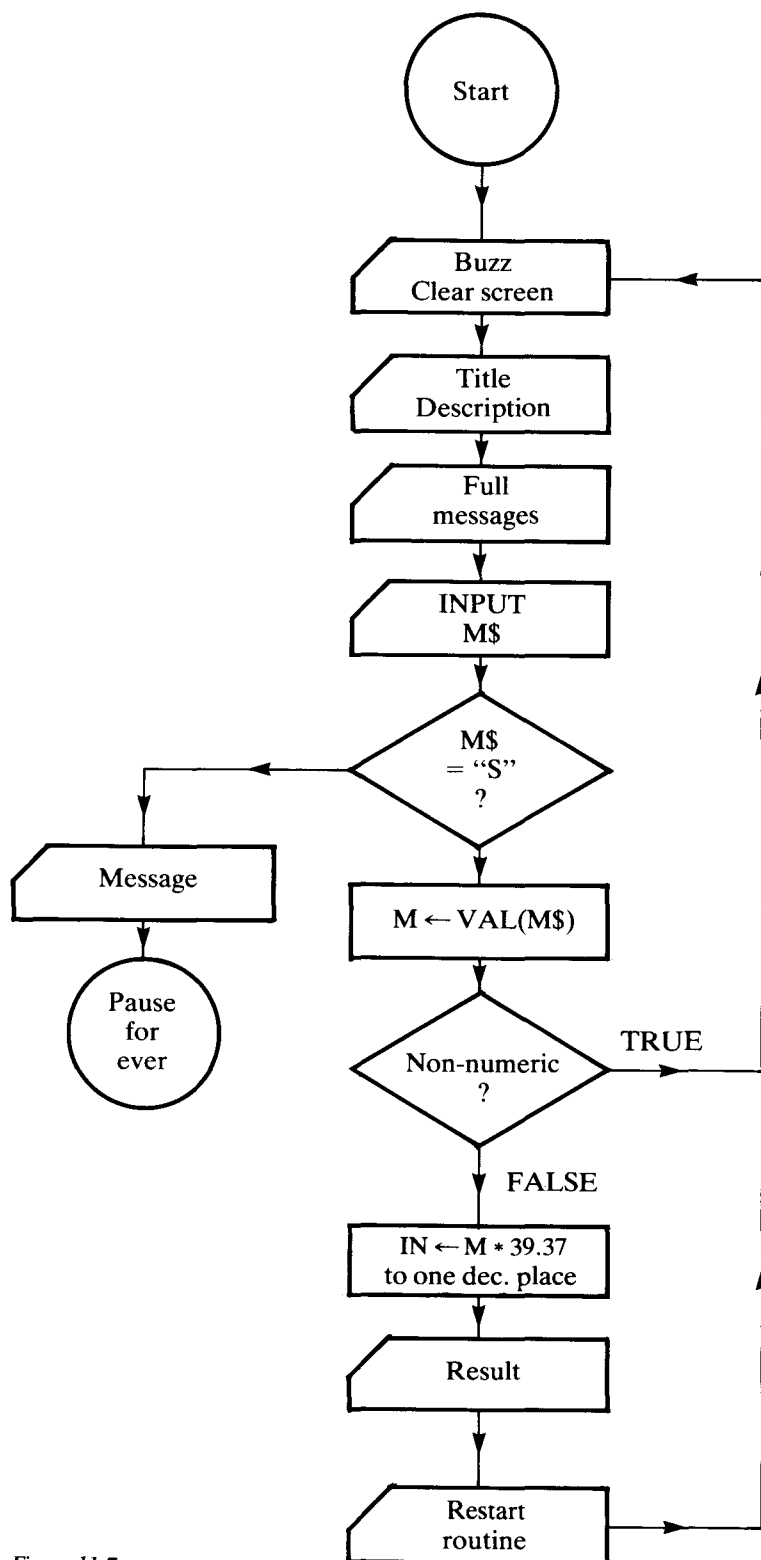 Start
Buzz
Clear screen
Title
Description
Full
messages
INPUT
M$
M$
= “S”
?
Message
M ← VAL(M$)
Pause
for
ever
Non-numeric
?
TRUE
FALSE
IN ← M * 39.37
to one dec. place
Result
Restart
routine